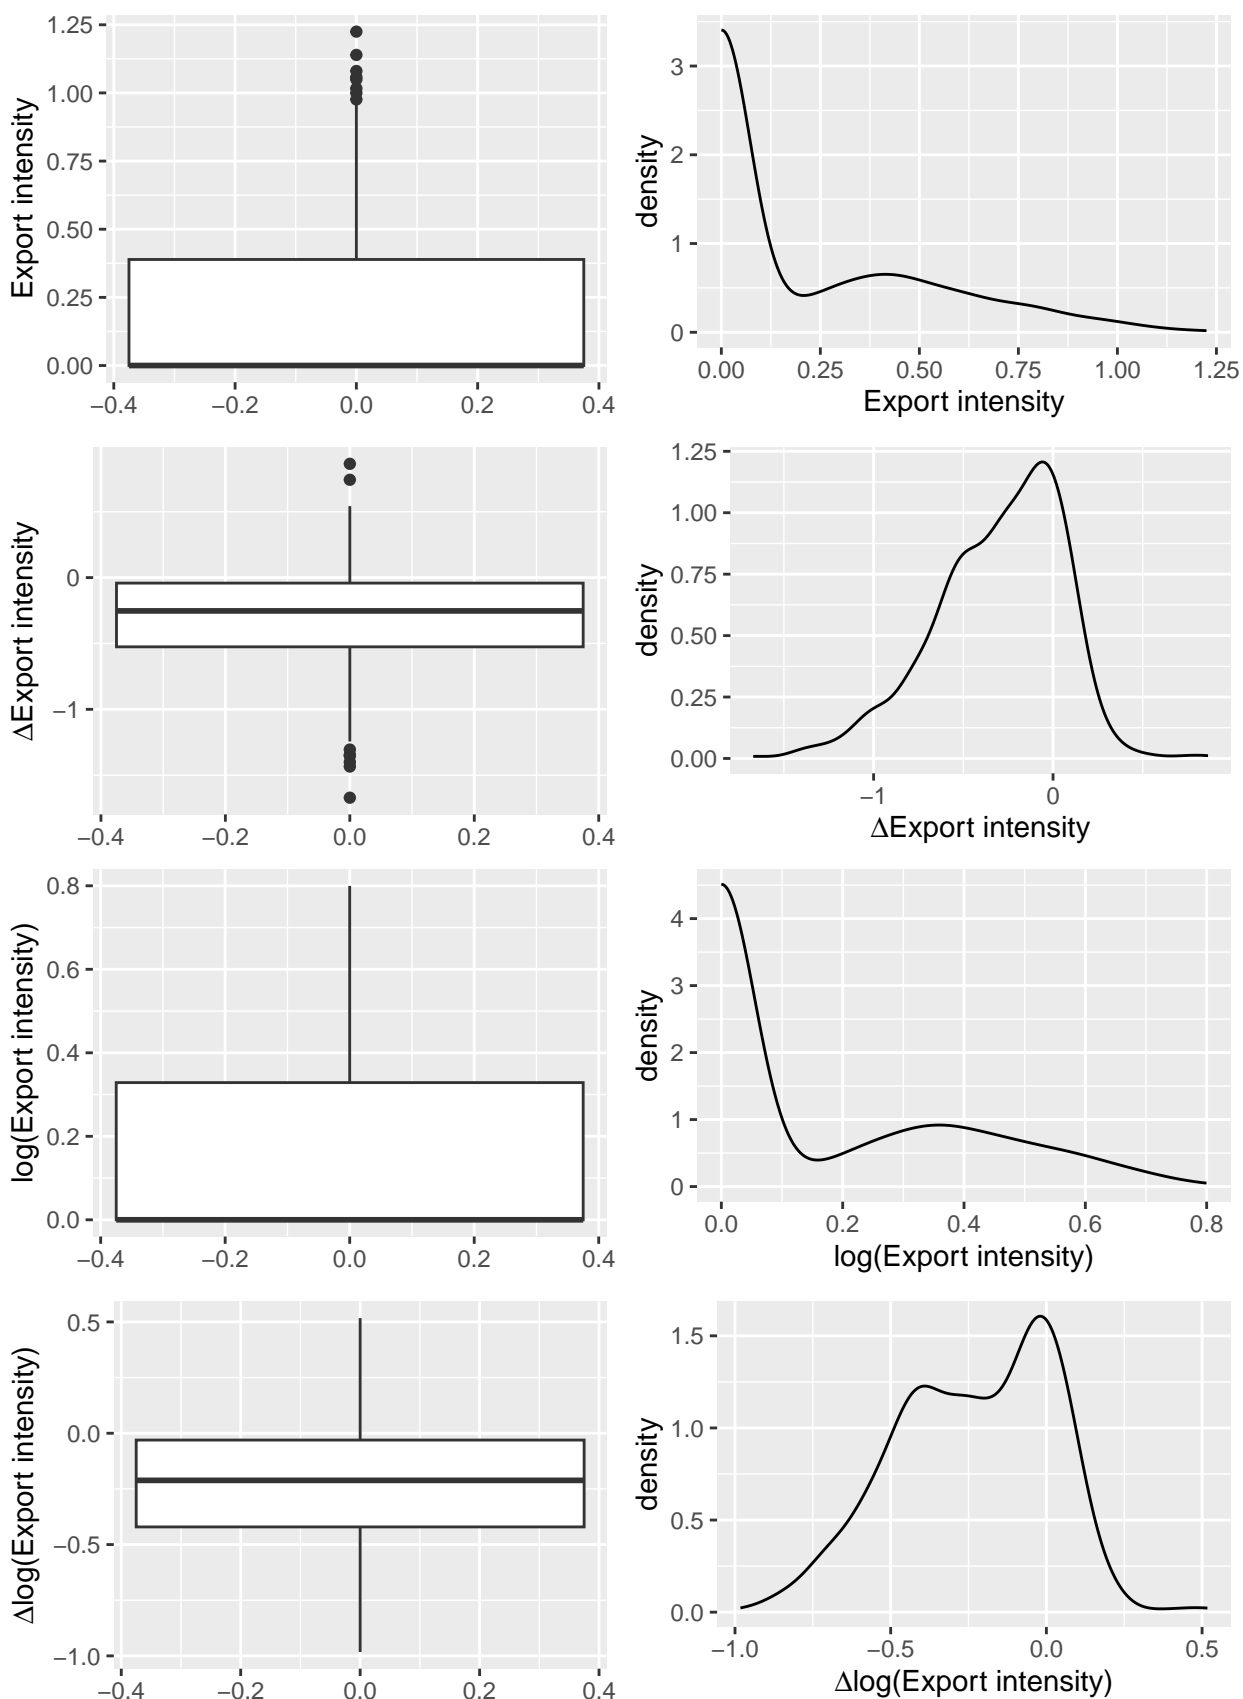 Export intensity
1.25
1.00
0.75
0.50
0.25
0.00
−0.4 −0.2 0.0 0.2 0.4
density
3
2
1
0
0.00 0.25 0.50 0.75 1.00 1.25
Export intensity
ΔExport intensity
0
−1
−0.4 −0.2 0.0 0.2 0.4
density
1.25
1.00
0.75
0.50
0.25
0.00
−1 0
ΔExport intensity
log(Export intensity)
0.8
0.6
0.4
0.2
0.0
−0.4 −0.2 0.0 0.2 0.4
density
4
3
2
1
0
0.0 0.2 0.4 0.6 0.8
log(Export intensity)
Δlog(Export intensity)
0.5
0.0
−0.5
−1.0
−0.4 −0.2 0.0 0.2 0.4
density
1.5
1.0
0.5
0.0
−1.0 −0.5 0.0 0.5
Δlog(Export intensity)